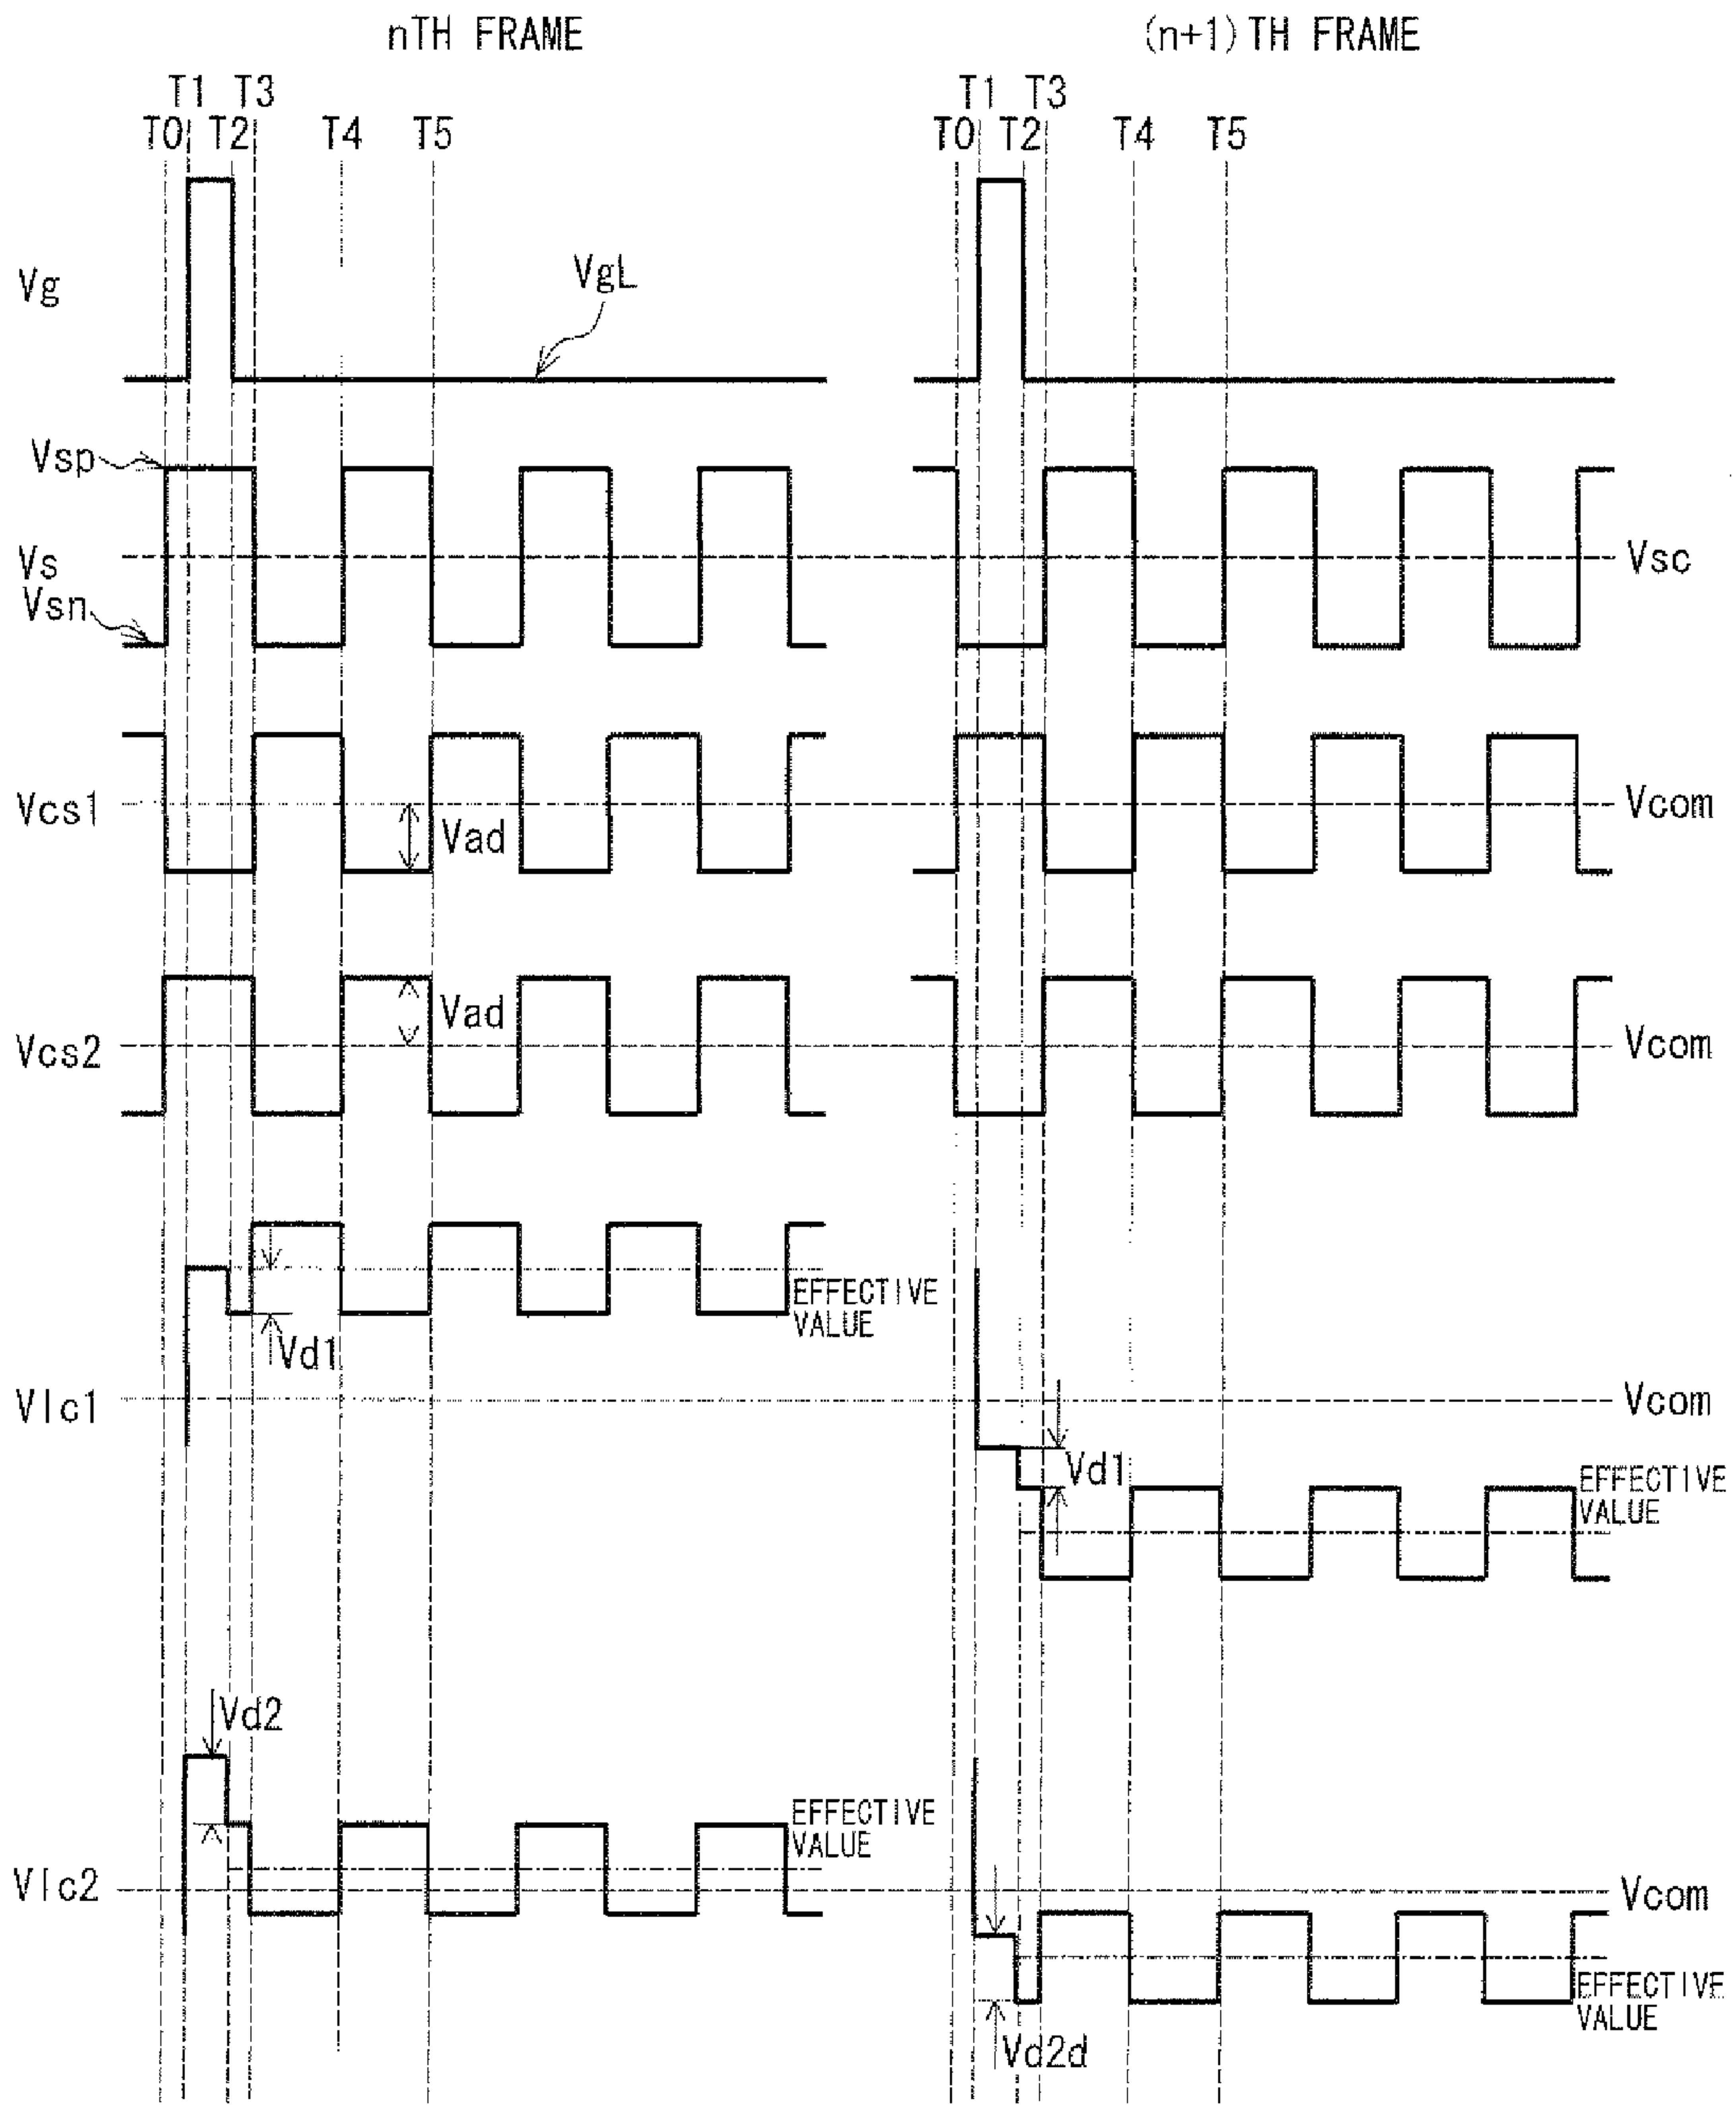 nTH FRAME
(n+1)TH FRAME
T1 T3
T0 T2 T4 T5
T1 T3
T0 T2 T4 T5
Vg
VgL
Vsp
Vs
Vsn
Vsc
Vcs1
Vad
Vcom
Vad
Vcs2
Vcom
EFFECTIVE
VALUE
Vd1
Vlc1
Vcom
Vd1
EFFECTIVE
VALUE
Vd2
EFFECTIVE
VALUE
Vlc2
Vcom
EFFECTIVE
VALUE
Vd2d